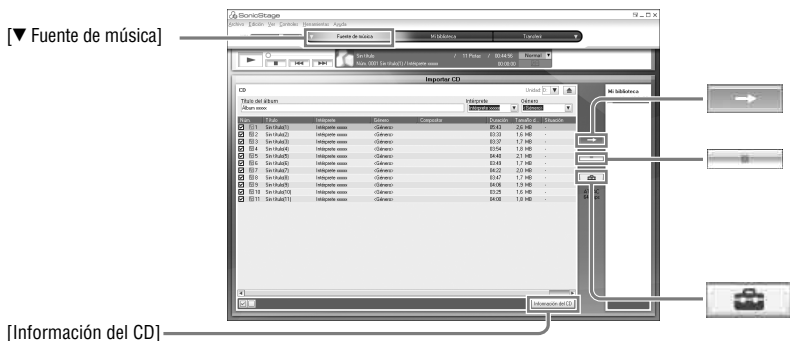 SonicStage
Archivo Edición Ver Controles Herramientas Ayuda
[▼ Fuente de música]
▼ Fuente de música
Mi biblioteca
Transferir ▼
Sin título / 11 Pistas / 00:44:56 Normal ▼
Núm. 0001 Sin título(1) / Intérprete xxxxx 00:00:00
Importar CD
CD
Unidad D ▼
Mi biblioteca
Título del álbum Intérprete Género
Álbum xxxxx Intérprete xxxxx ▼ <Género> ▼
Núm Título Intérprete Género Compositor Duración Tamaño d... Situación
1 Sin título(1) Intérprete xxxxx <Género> 05:43 2,6 MB -
2 Sin título(2) Intérprete xxxxx <Género> 03:33 1,6 MB -
3 Sin título(3) Intérprete xxxxx <Género> 03:37 1,7 MB -
4 Sin título(4) Intérprete xxxxx <Género> 03:54 1,8 MB -
5 Sin título(5) Intérprete xxxxx <Género> 04:40 2,1 MB -
6 Sin título(6) Intérprete xxxxx <Género> 03:49 1,7 MB -
7 Sin título(7) Intérprete xxxxx <Género> 04:22 2,0 MB -
8 Sin título(8) Intérprete xxxxx <Género> 03:47 1,7 MB -
9 Sin título(9) Intérprete xxxxx <Género> 04:06 1,9 MB -
10 Sin título(10) Intérprete xxxxx <Género> 03:25 1,6 MB -
11 Sin título(11) Intérprete xxxxx <Género> 04:00 1,8 MB -
Información del CD
[Información del CD]